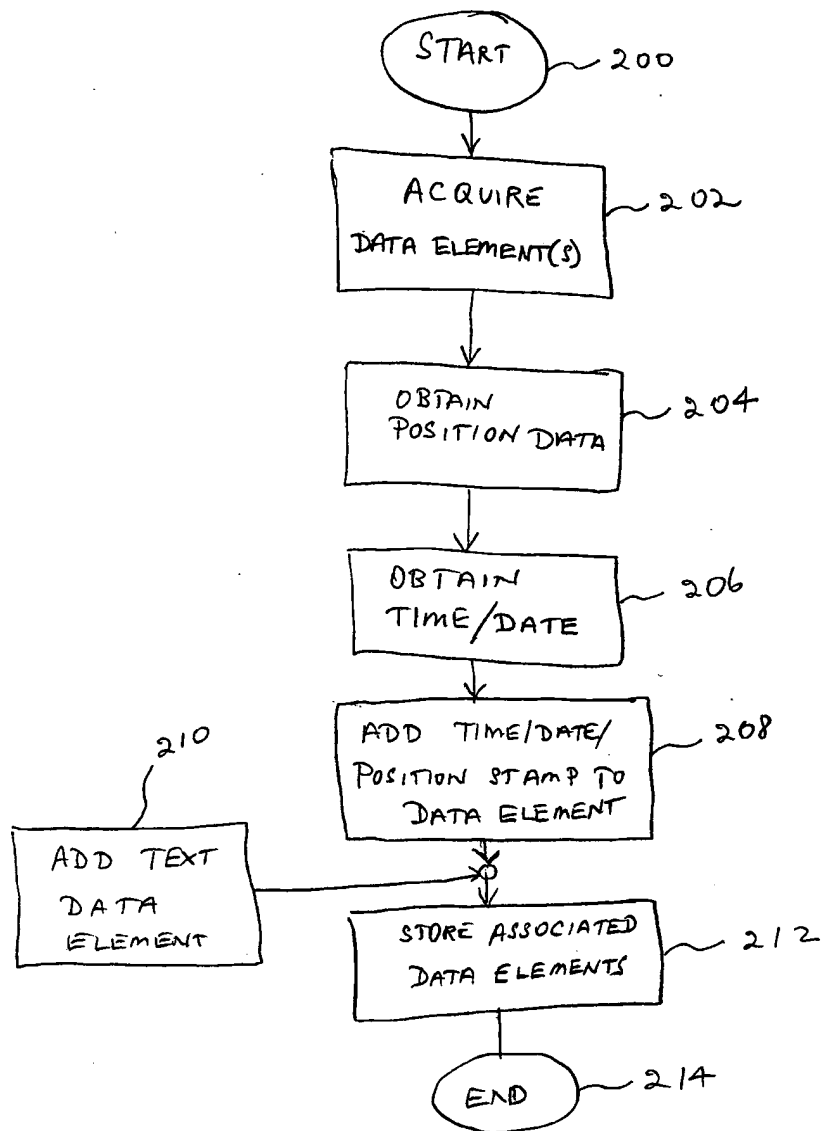 START
200
ACQUIRE
DATA ELEMENT(S)
202
OBTAIN
POSITION DATA
204
OBTAIN
TIME/DATE
206
ADD TIME/DATE/
POSITION STAMP TO
DATA ELEMENT
208
210
ADD TEXT
DATA
ELEMENT
STORE ASSOCIATED
DATA ELEMENTS
212
END
214